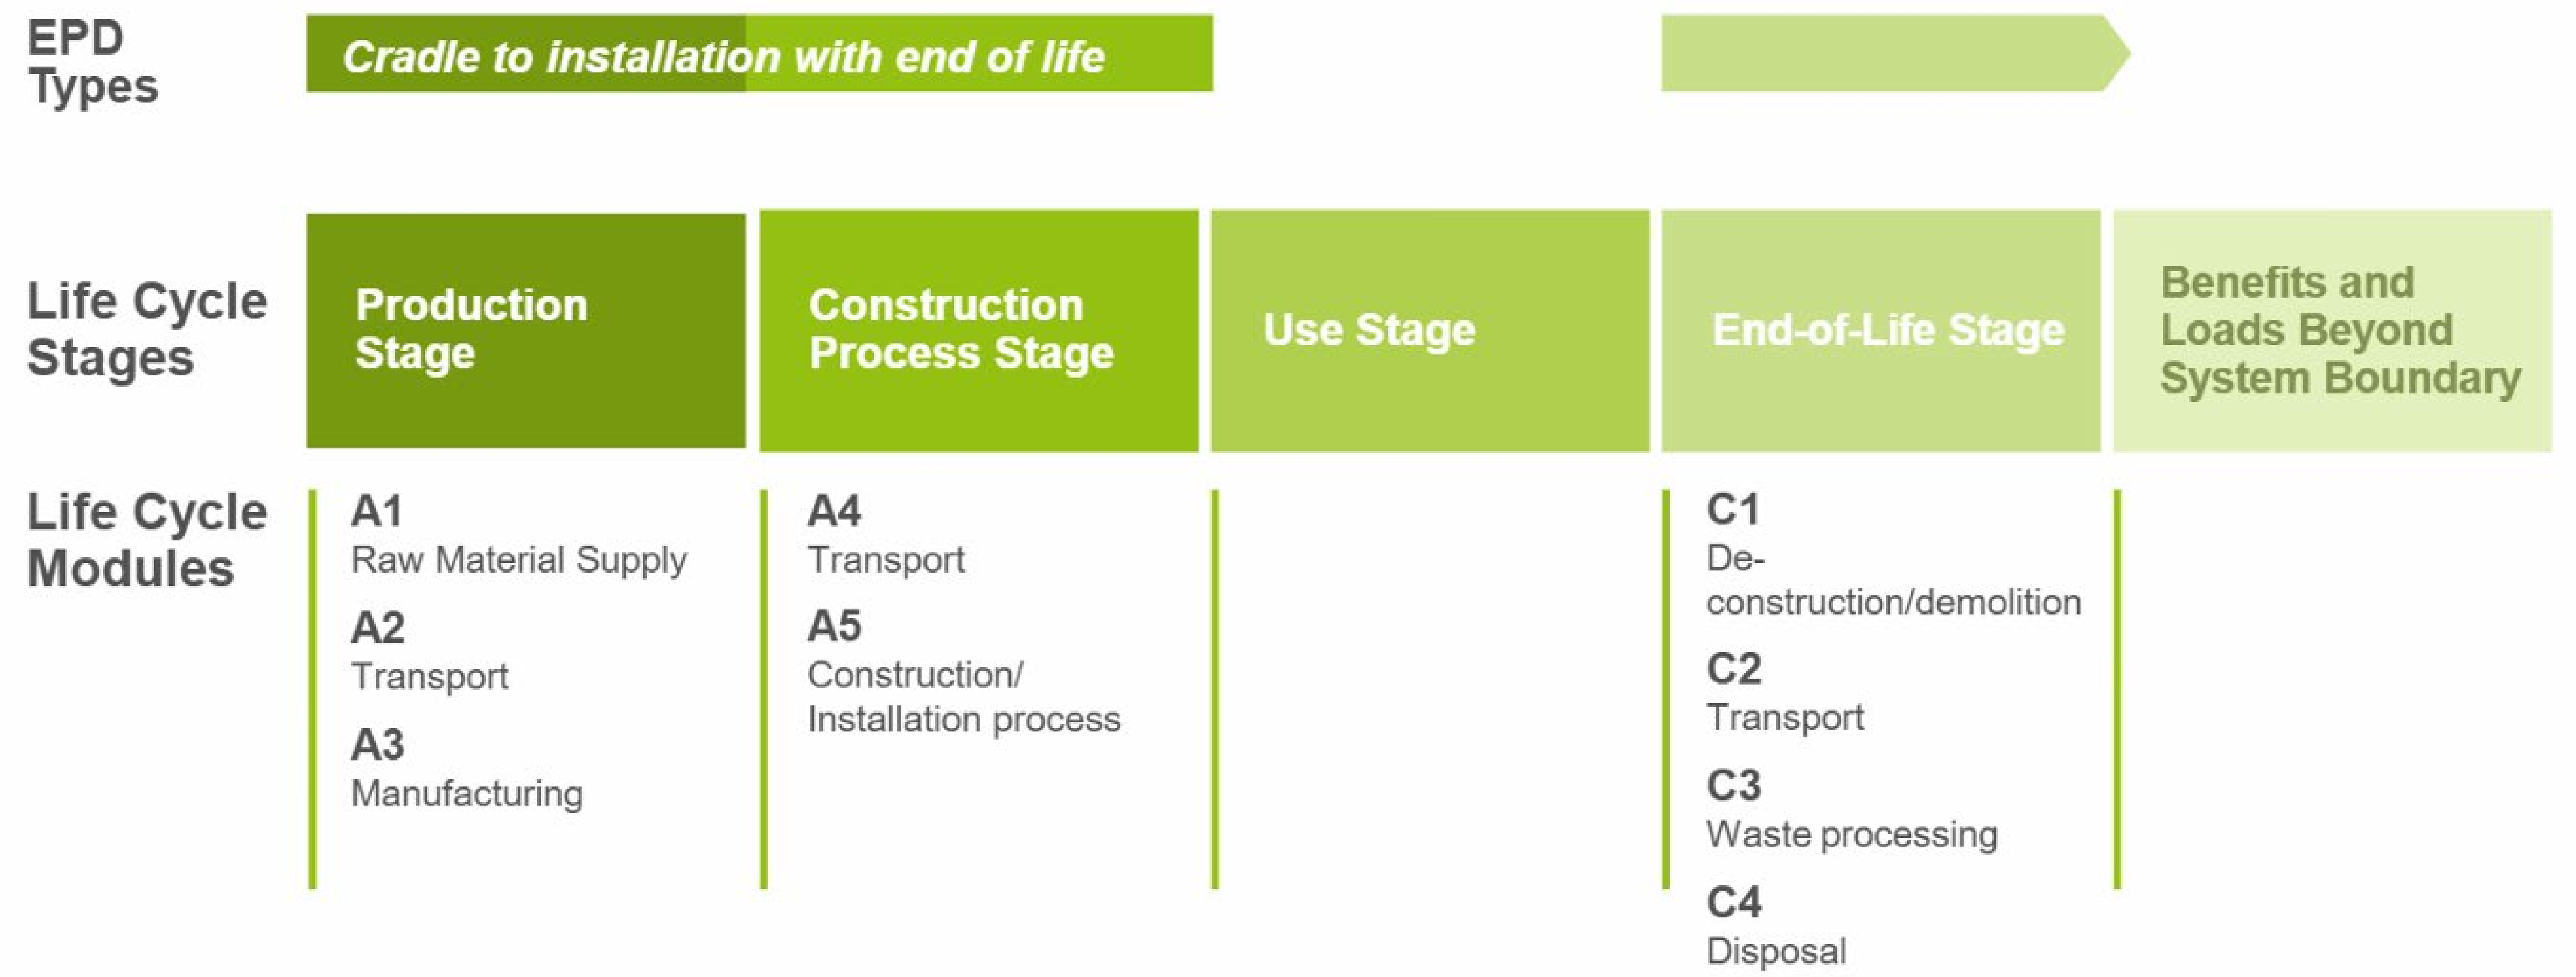 EPD
Types
Cradle to installation with end of life
Life Cycle
Stages
Production
Stage
Construction
Process Stage
Use Stage
End-of-Life Stage
Benefits and
Loads Beyond
System Boundary
Life Cycle
Modules
A1
Raw Material Supply
A2
Transport
A3
Manufacturing
A4
Transport
A5
Construction/
Installation process
C1
De-
construction/demolition
C2
Transport
C3
Waste processing
C4
Disposal